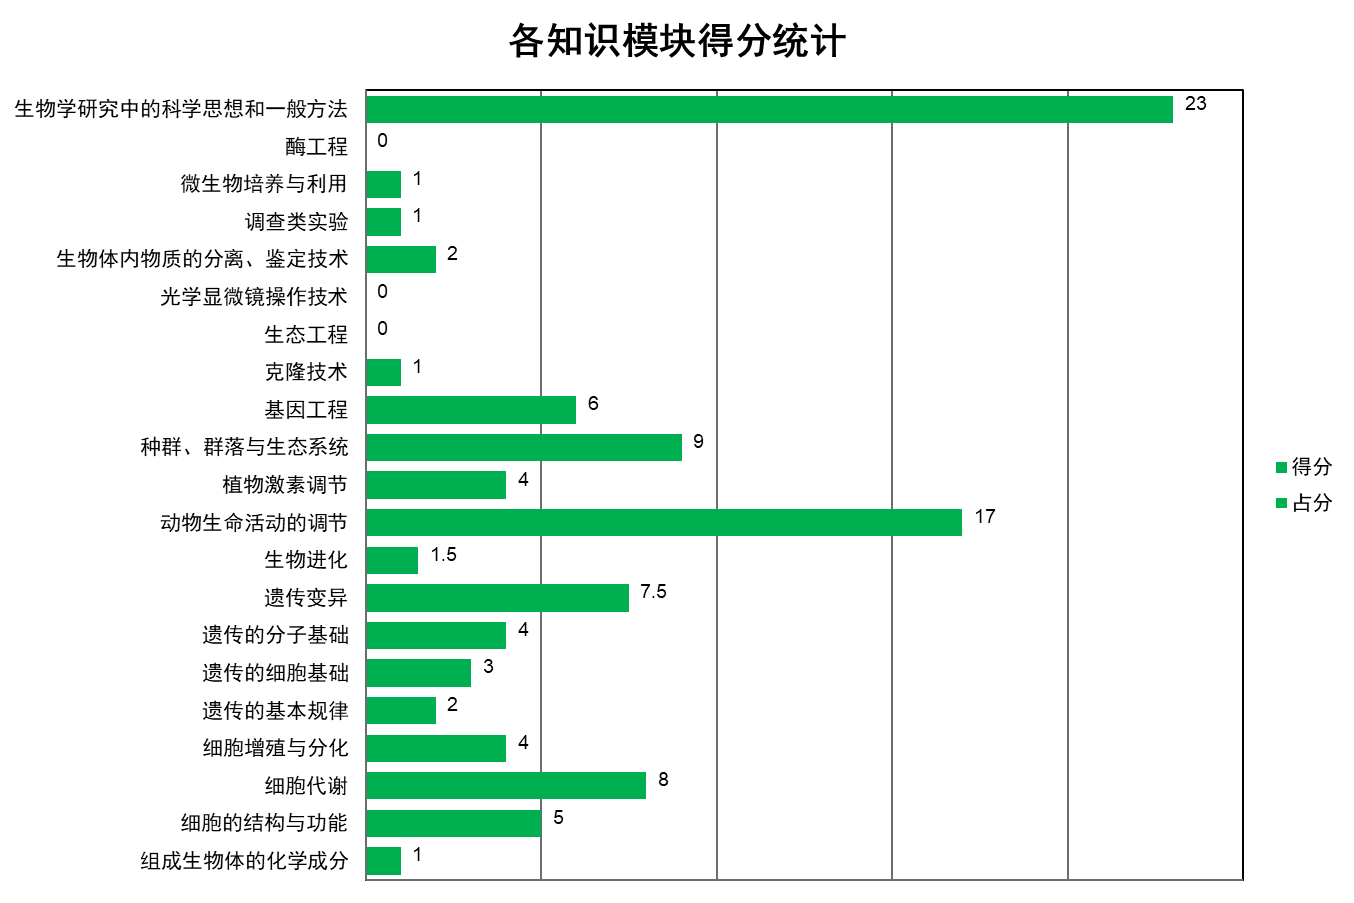 各知识模块得分统计
生物学研究中的科学思想和一般方法 23
酶工程 0
微生物培养与利用 1
调查类实验 1
生物体内物质的分离、鉴定技术 2
光学显微镜操作技术 0
生态工程 0
克隆技术 1
基因工程 6
种群、群落与生态系统 9
植物激素调节 4
动物生命活动的调节 17
生物进化 1.5
遗传变异 7.5
遗传的分子基础 4
遗传的细胞基础 3
遗传的基本规律 2
细胞增殖与分化 4
细胞代谢 8
细胞的结构与功能 5
组成生物体的化学成分 1
得分
占分